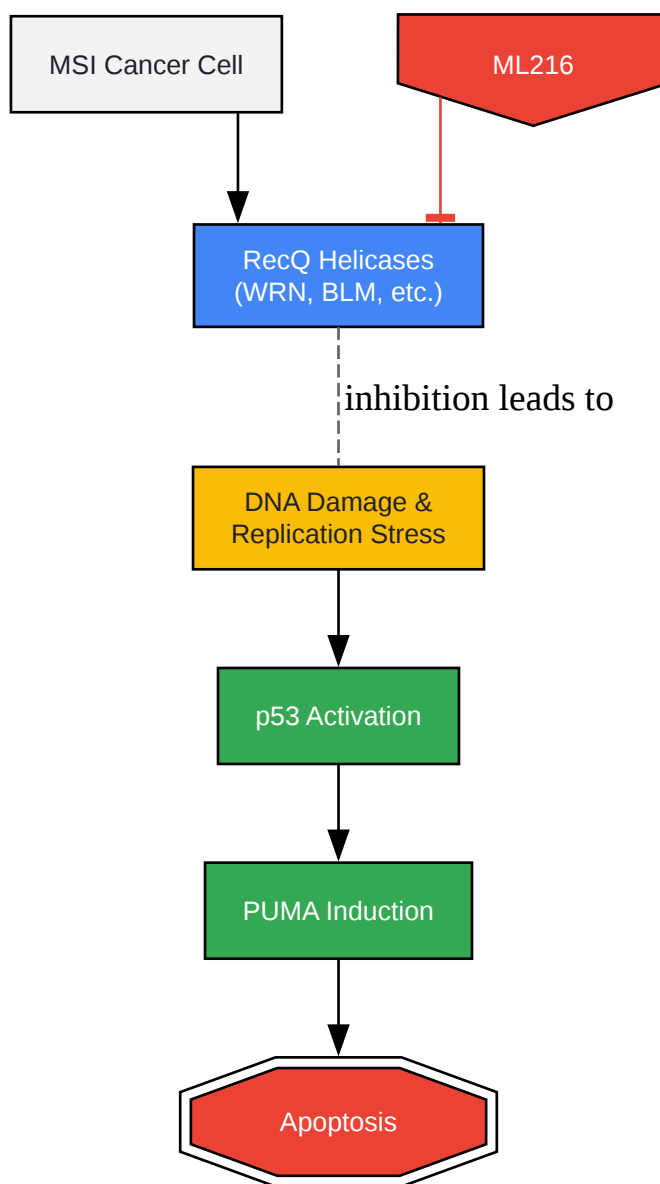 MSI Cancer Cell
ML216
RecQ Helicases
(WRN, BLM, etc.)
inhibition leads to
DNA Damage &
Replication Stress
p53 Activation
PUMA Induction
Apoptosis